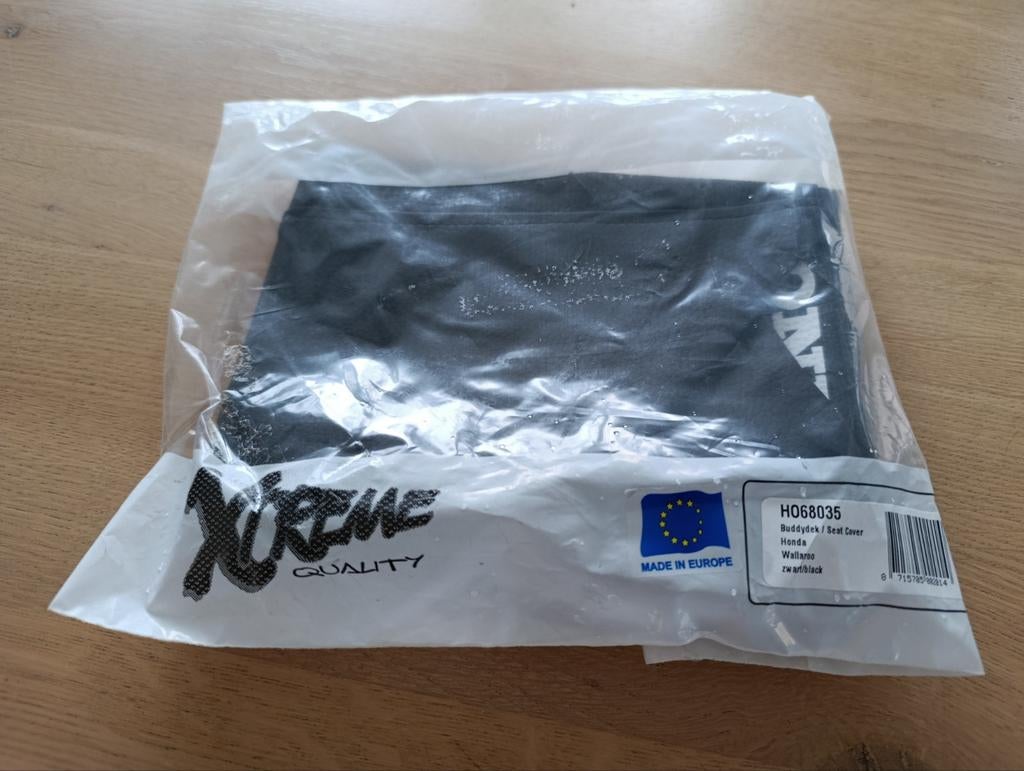 XTREME
QUALITY
MADE IN EUROPE
HO68035
Buddydek / Seat Cover
Honda
Wallaroo
zwart/black